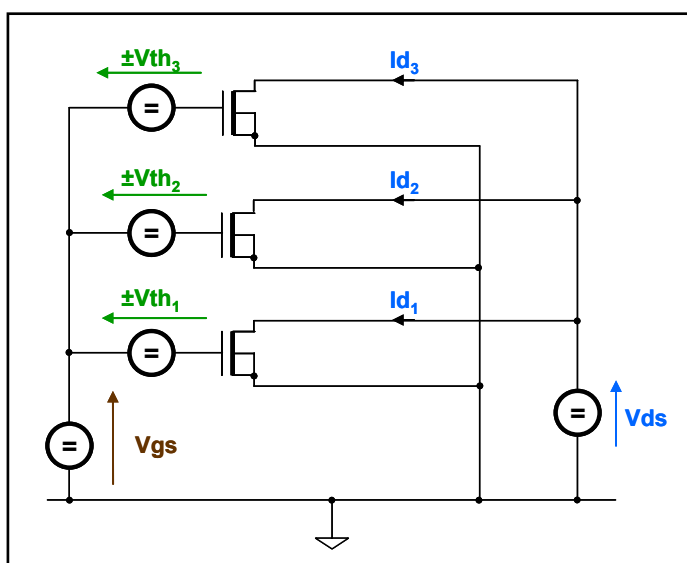 ±Vth₃
Id₃
=
±Vth₂
Id₂
=
±Vth₁
Id₁
=
=
Vgs
=
Vds